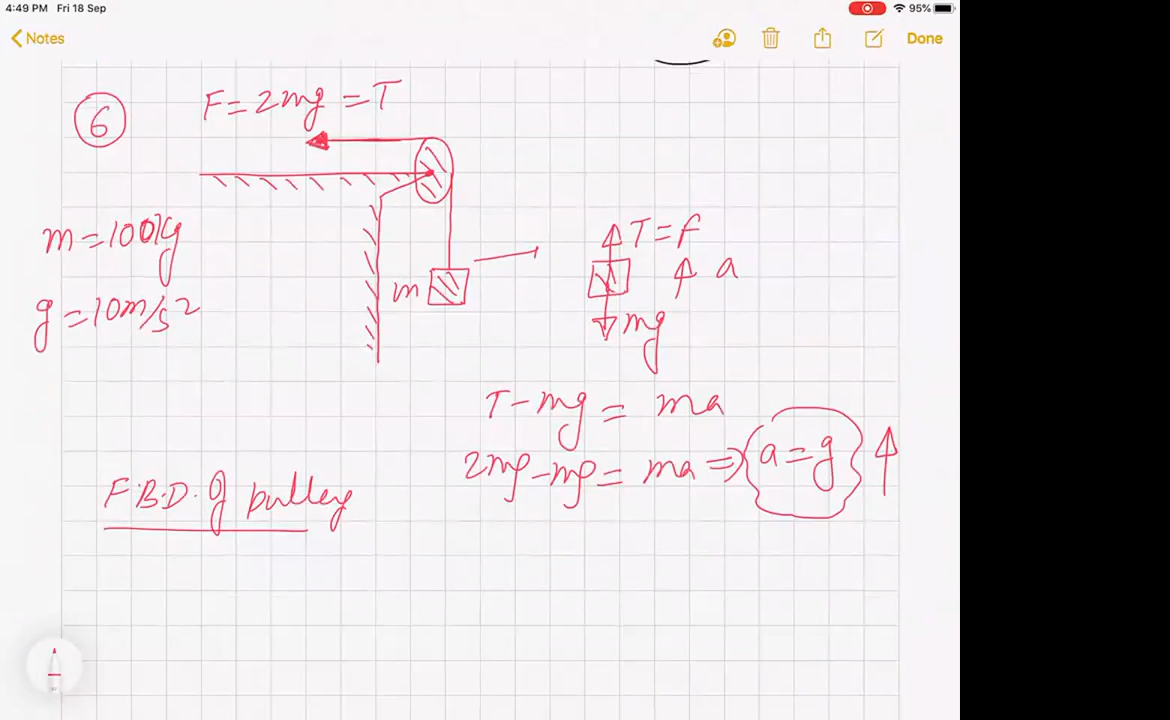 4:49 PM Fri 18 Sep
95%
Notes
Done
6
F = 2mg = T
m = 100kg
g = 10m/s2
m
T = F
a
mg
T - mg = ma
2mg - mg = ma ⇒ a = g
F.B.D. of pulley